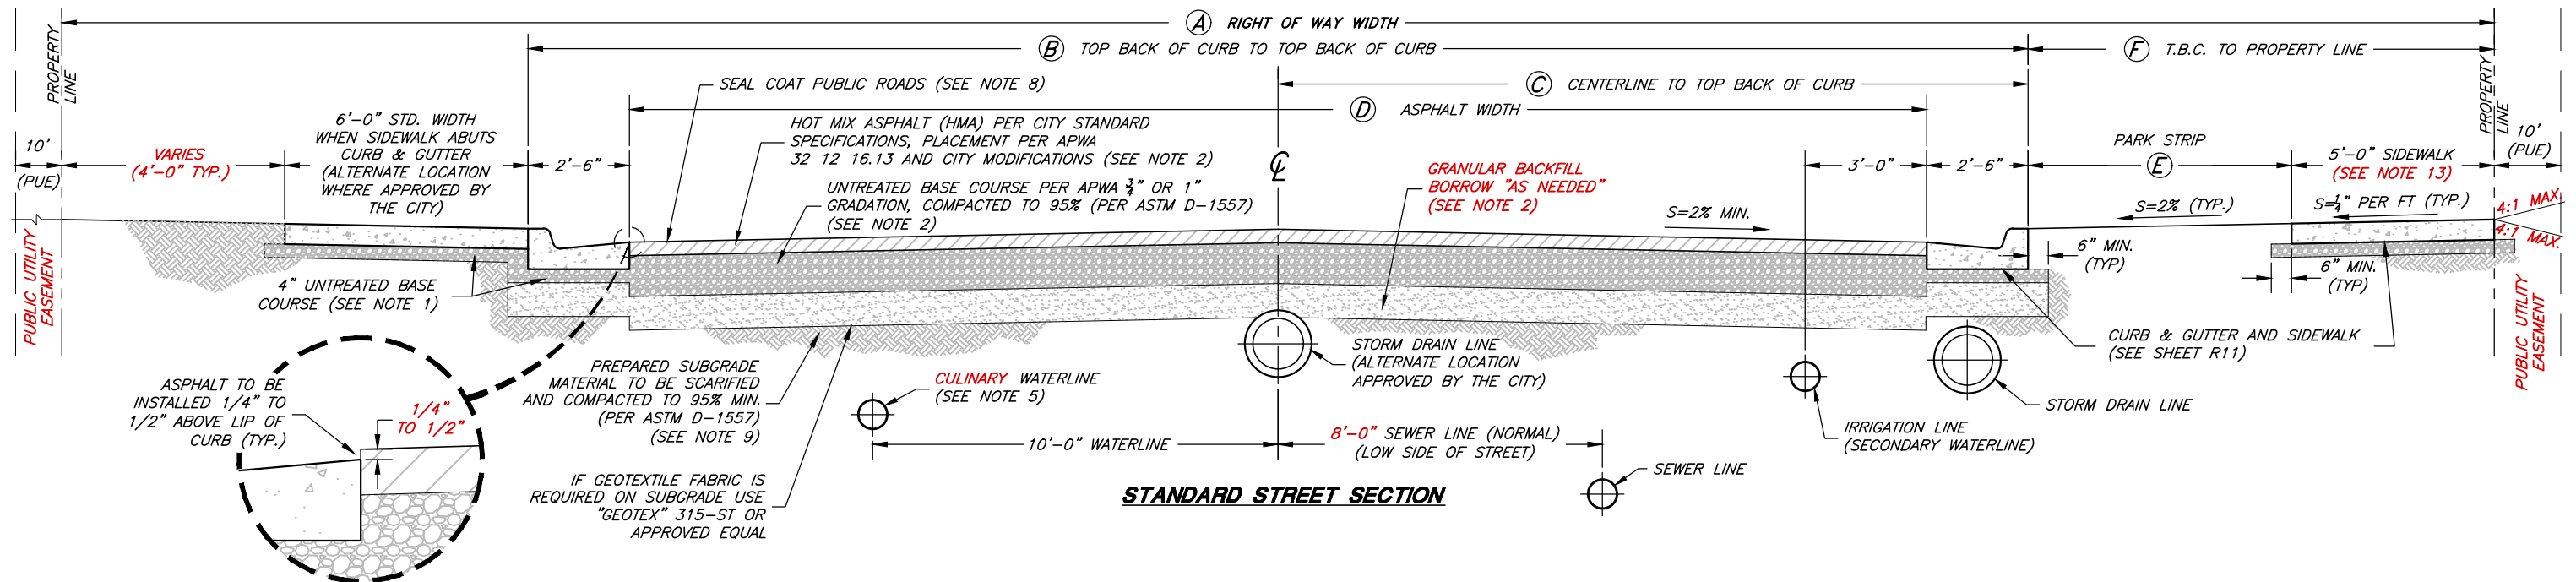 A RIGHT OF WAY WIDTH
B TOP BACK OF CURB TO TOP BACK OF CURB
F T.B.C. TO PROPERTY LINE
PROPERTY
LINE
SEAL COAT PUBLIC ROADS (SEE NOTE 8)
C CENTERLINE TO TOP BACK OF CURB
D ASPHALT WIDTH
PROPERTY
LINE
10'
(PUE)
VARIES
(4'-0" TYP.)
6'-0" STD. WIDTH
WHEN SIDEWALK ABUTS
CURB & GUTTER
(ALTERNATE LOCATION
WHERE APPROVED BY
THE CITY)
2'-6"
HOT MIX ASPHALT (HMA) PER CITY STANDARD
SPECIFICATIONS, PLACEMENT PER APWA
32 12 16.13 AND CITY MODIFICATIONS (SEE NOTE 2)
UNTREATED BASE COURSE PER APWA 3/4" OR 1"
GRADATION, COMPACTED TO 95% (PER ASTM D-1557)
(SEE NOTE 2)
℄
GRANULAR BACKFILL
BORROW "AS NEEDED"
(SEE NOTE 2)
S=2% MIN.
3'-0"
2'-6"
PARK STRIP
E
5'-0" SIDEWALK
(SEE NOTE 13)
10'
(PUE)
S=2% (TYP.)
S=1/4" PER FT (TYP.)
4:1 MAX.
4:1 MAX.
6" MIN.
(TYP)
6" MIN.
(TYP)
PUBLIC UTILITY
EASEMENT
4" UNTREATED BASE
COURSE (SEE NOTE 1)
ASPHALT TO BE
INSTALLED 1/4" TO
1/2" ABOVE LIP OF
CURB (TYP.)
1/4"
TO 1/2"
PREPARED SUBGRADE
MATERIAL TO BE SCARIFIED
AND COMPACTED TO 95% MIN.
(PER ASTM D-1557)
(SEE NOTE 9)
IF GEOTEXTILE FABRIC IS
REQUIRED ON SUBGRADE USE
"GEOTEX" 315-ST OR
APPROVED EQUAL
CULINARY WATERLINE
(SEE NOTE 5)
10'-0" WATERLINE
STORM DRAIN LINE
(ALTERNATE LOCATION
APPROVED BY THE CITY)
8'-0" SEWER LINE (NORMAL)
(LOW SIDE OF STREET)
SEWER LINE
IRRIGATION LINE
(SECONDARY WATERLINE)
STORM DRAIN LINE
CURB & GUTTER AND SIDEWALK
(SEE SHEET R11)
PUBLIC UTILITY
EASEMENT
STANDARD STREET SECTION